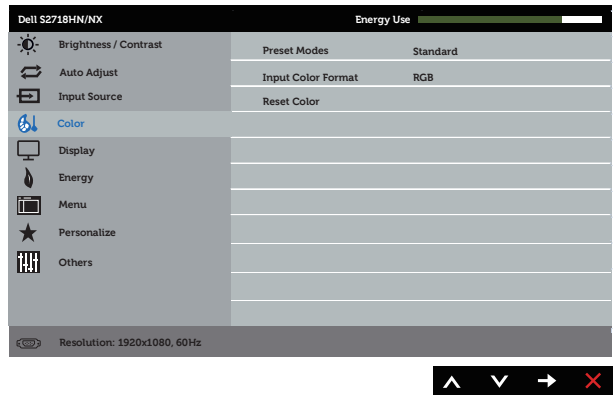 Dell S2718HN/NX Energy Use
Brightness / Contrast
Auto Adjust
Input Source
Color
Display
Energy
Menu
Personalize
Others
Preset Modes Standard
Input Color Format RGB
Reset Color
Resolution: 1920x1080, 60Hz